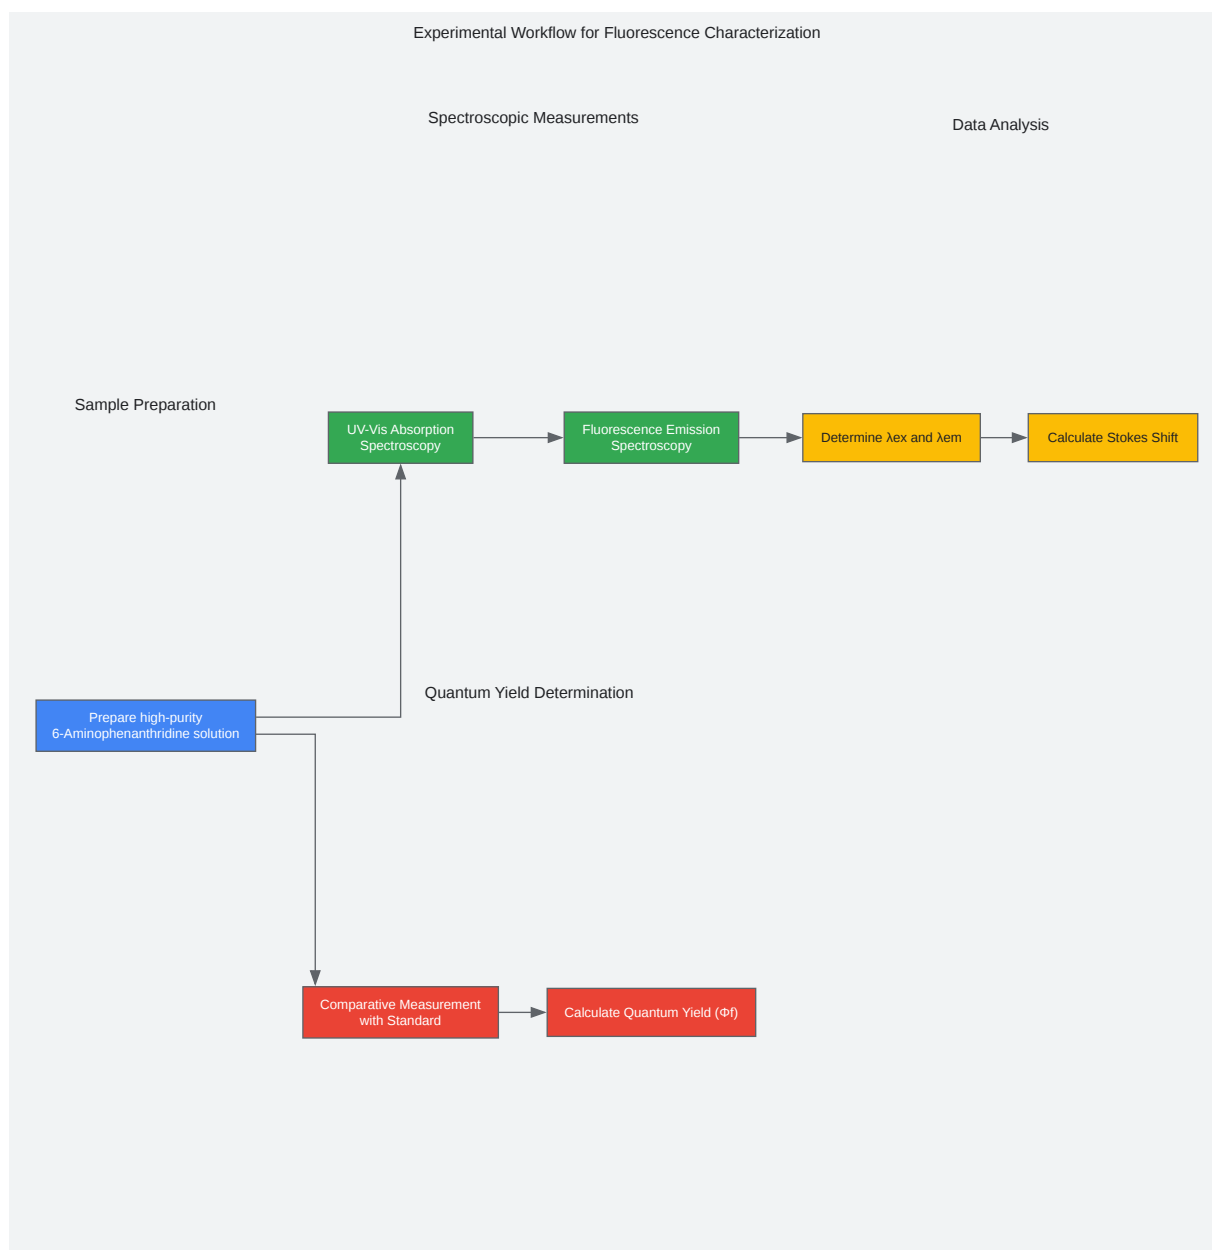 Experimental Workflow for Fluorescence Characterization
Spectroscopic Measurements
Data Analysis
Sample Preparation
UV-Vis Absorption
Spectroscopy
Fluorescence Emission
Spectroscopy
Determine λex and λem
Calculate Stokes Shift
Quantum Yield Determination
Prepare high-purity
6-Aminophenanthridine solution
Comparative Measurement
with Standard
Calculate Quantum Yield (Φf)